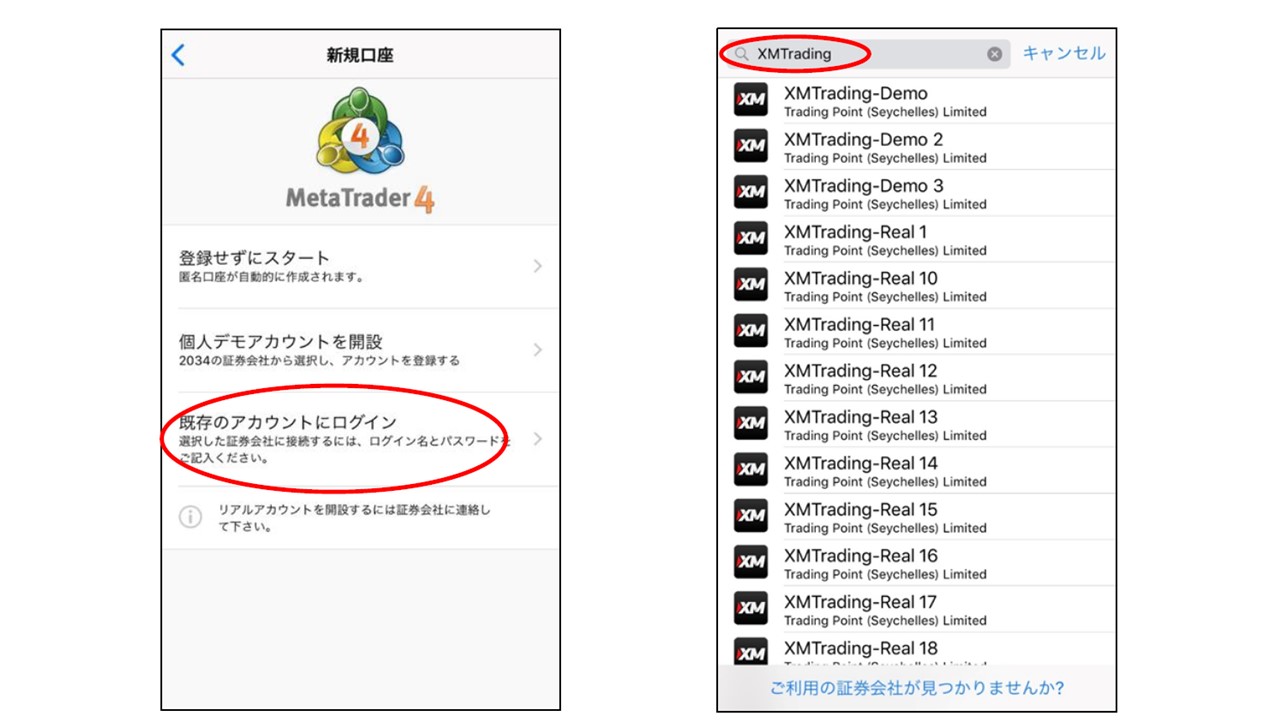 新規口座
4
MetaTrader 4
登録せずにスタート
匿名口座が自動的に作成されます。
個人デモアカウントを開設
2034の証券会社から選択し、アカウントを登録する
既存のアカウントにログイン
選択した証券会社に接続するには、ログイン名とパスワードを
ご記入ください。
リアルアカウントを開設するには証券会社に連絡し
て下さい。
XMTrading
キャンセル
XM
XMTrading-Demo
Trading Point (Seychelles) Limited
XM
XMTrading-Demo 2
Trading Point (Seychelles) Limited
XM
XMTrading-Demo 3
Trading Point (Seychelles) Limited
XM
XMTrading-Real 1
Trading Point (Seychelles) Limited
XM
XMTrading-Real 10
Trading Point (Seychelles) Limited
XM
XMTrading-Real 11
Trading Point (Seychelles) Limited
XM
XMTrading-Real 12
Trading Point (Seychelles) Limited
XM
XMTrading-Real 13
Trading Point (Seychelles) Limited
XM
XMTrading-Real 14
Trading Point (Seychelles) Limited
XM
XMTrading-Real 15
Trading Point (Seychelles) Limited
XM
XMTrading-Real 16
Trading Point (Seychelles) Limited
XM
XMTrading-Real 17
Trading Point (Seychelles) Limited
XM
XMTrading-Real 18
ご利用の証券会社が見つかりませんか?